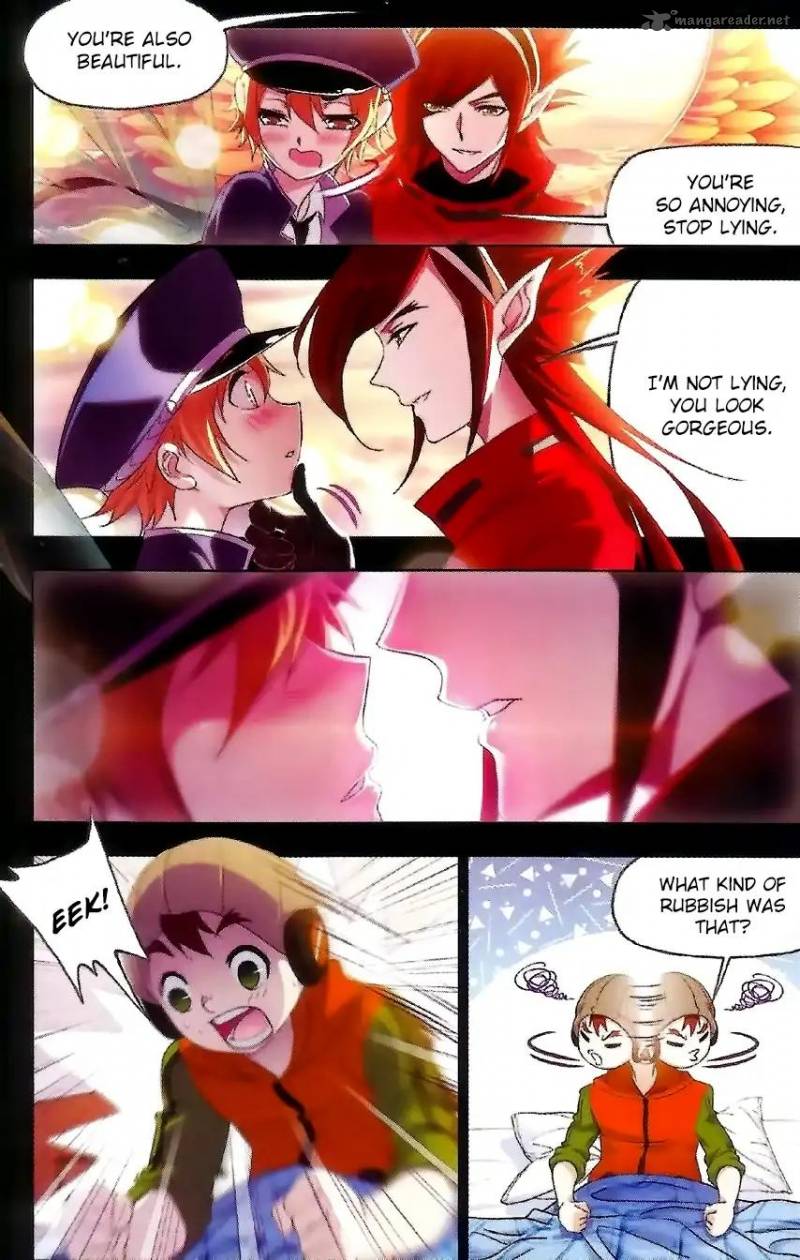 mangareader.net
YOU'RE ALSO
BEAUTIFUL.
YOU'RE
SO ANNOYING,
STOP LYING.
I'M NOT LYING,
YOU LOOK
GORGEOUS.
EEK!
WHAT KIND OF
RUBBISH WAS
THAT?